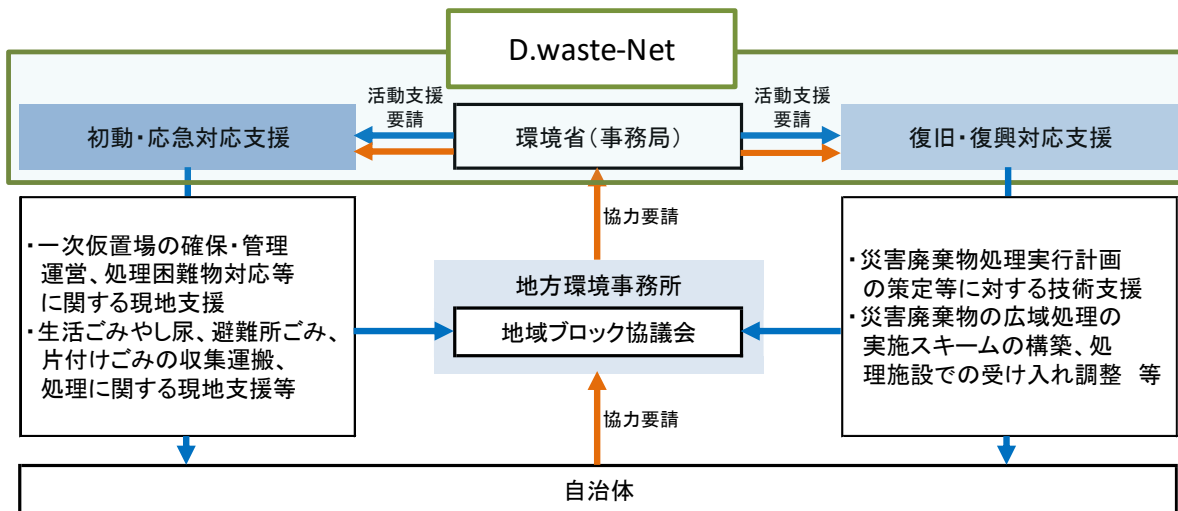 D.waste-Net
活動支援
要請
活動支援
要請
初動・応急対応支援
環境省(事務局)
復旧・復興対応支援
協力要請
・一次仮置場の確保・管理
運営、処理困難物対応等
に関する現地支援
・生活ごみやし尿、避難所ごみ、
片付けごみの収集運搬、
処理に関する現地支援等
地方環境事務所
地域ブロック協議会
・災害廃棄物処理実行計画
の策定等に対する技術支援
・災害廃棄物の広域処理の
実施スキームの構築、処
理施設での受け入れ調整 等
協力要請
自治体